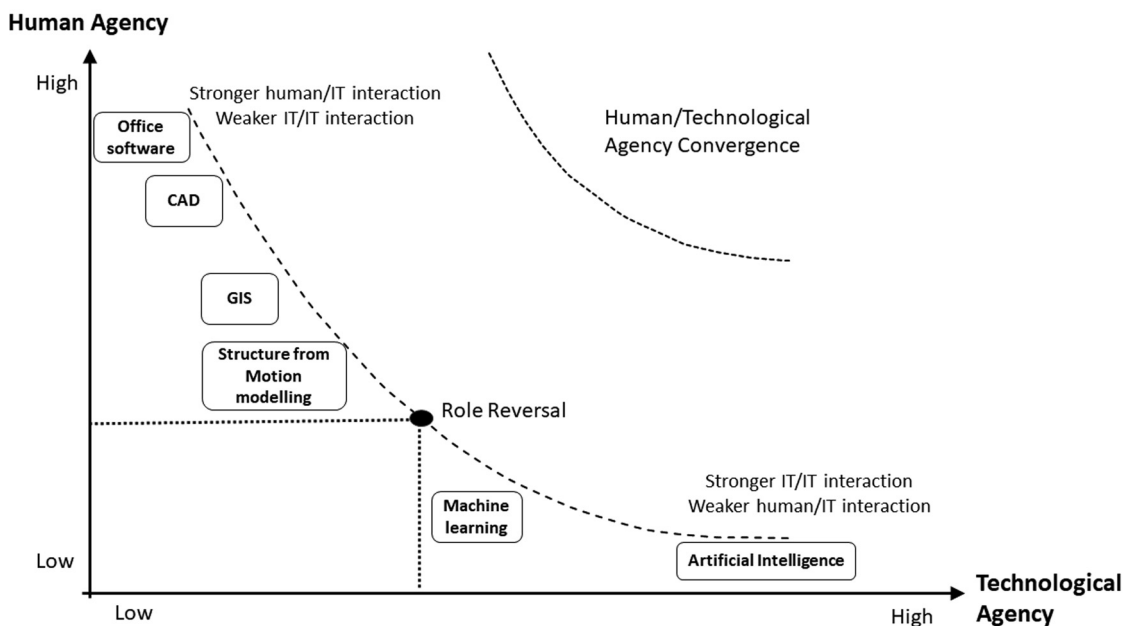 Human Agency
High
Stronger human/IT interaction
Weaker IT/IT interaction
Human/Technological
Agency Convergence
Office
software
CAD
GIS
Structure from
Motion
modelling
Role Reversal
Stronger IT/IT interaction
Weaker human/IT interaction
Machine
learning
Low
Artificial Intelligence
Technological
Agency
Low
High